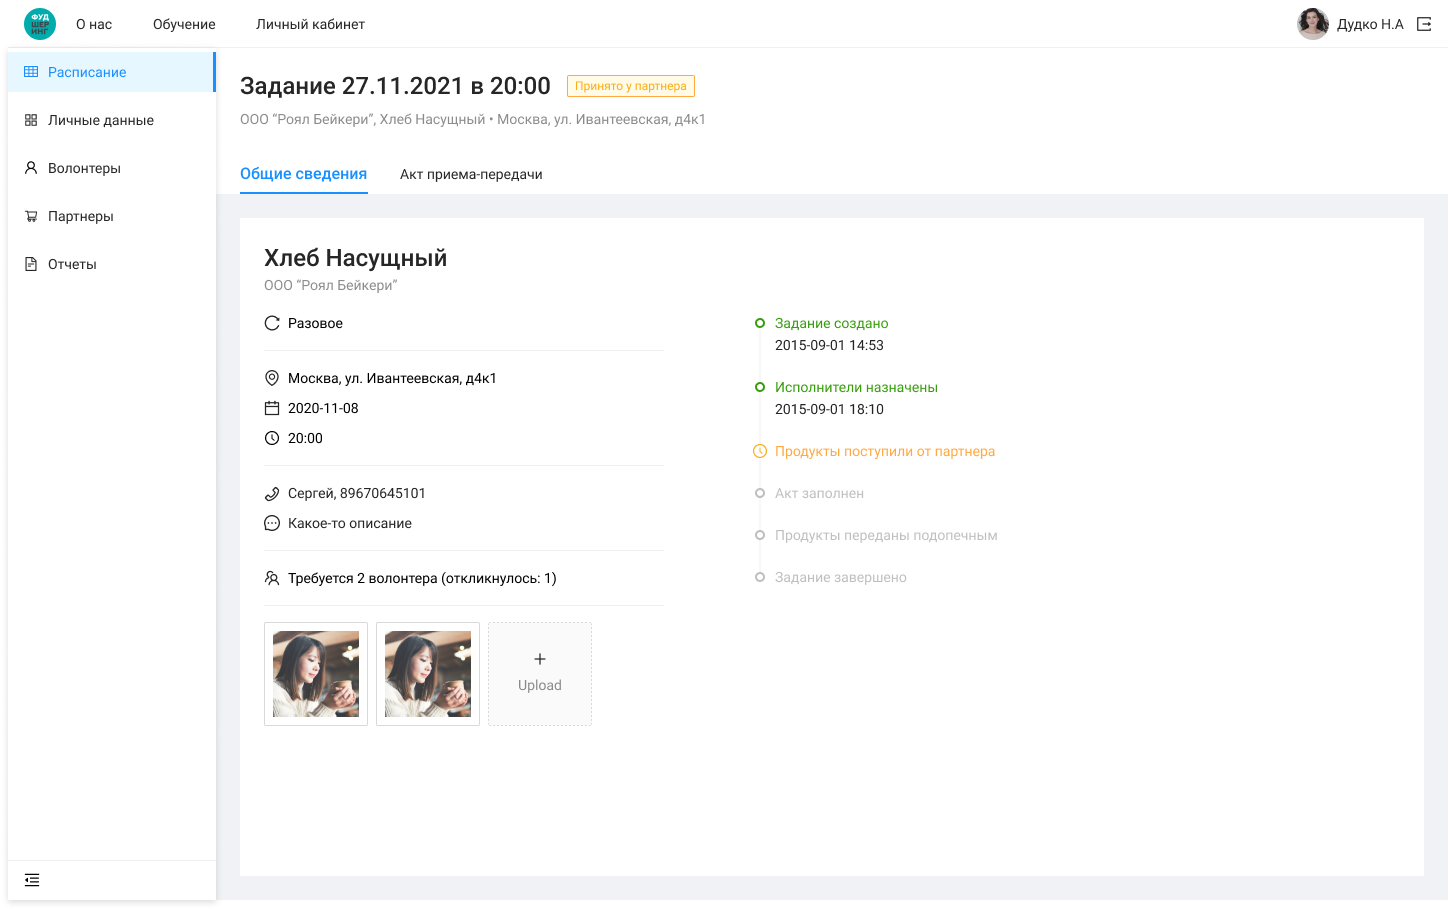 ФУД
ШЕР
ИНГ
О нас
Обучение
Личный кабинет
Дудко Н.А
Расписание
Личные данные
Волонтеры
Партнеры
Отчеты
Задание 27.11.2021 в 20:00
Принято у партнера
ООО “Роял Бейкери”, Хлеб Насущный • Москва, ул. Ивантеевская, д4к1
Общие сведения
Акт приема-передачи
Хлеб Насущный
ООО “Роял Бейкери”
Разовое
Москва, ул. Ивантеевская, д4к1
2020-11-08
20:00
Сергей, 89670645101
Какое-то описание
Требуется 2 волонтера (откликнулось: 1)
Upload
Задание создано
2015-09-01 14:53
Исполнители назначены
2015-09-01 18:10
Продукты поступили от партнера
Акт заполнен
Продукты переданы подопечным
Задание завершено